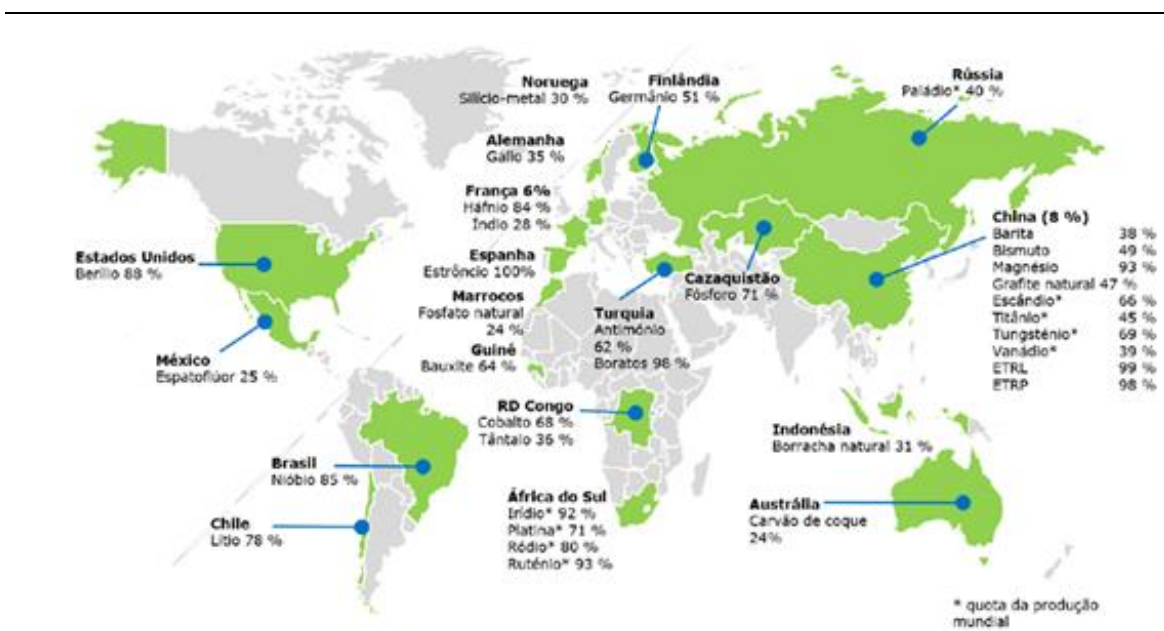 Noruega
Silício-metal 30 %
Finlândia
Germânio 51 %
Rússia
Paládio* 40 %
Alemanha
Gálio 35 %
França 6%
Háfnio 84 %
Índio 28 %
Espanha
Estrôncio 100%
Marrocos
Fosfato natural
24 %
Guiné
Bauxite 64 %
Estados Unidos
Berílio 88 %
México
Espatoflúor 25 %
Turquia
Antimónio
62 %
Boratos 98 %
Cazaquistão
Fósforo 71 %
China (8 %)
Barita 38 %
Bismuto 49 %
Magnésio 93 %
Grafite natural 47 %
Escândio* 66 %
Titânio* 45 %
Tungsténio* 69 %
Vanádio* 39 %
ETRL 99 %
ETRP 98 %
RD Congo
Cobalto 68 %
Tântalo 36 %
Indonésia
Borracha natural 31 %
Brasil
Nióbio 85 %
Chile
Lítio 78 %
África do Sul
Irídio* 92 %
Platina* 71 %
Ródio* 80 %
Ruténio* 93 %
Austrália
Carvão de coque
24%
* quota da produção
mundial